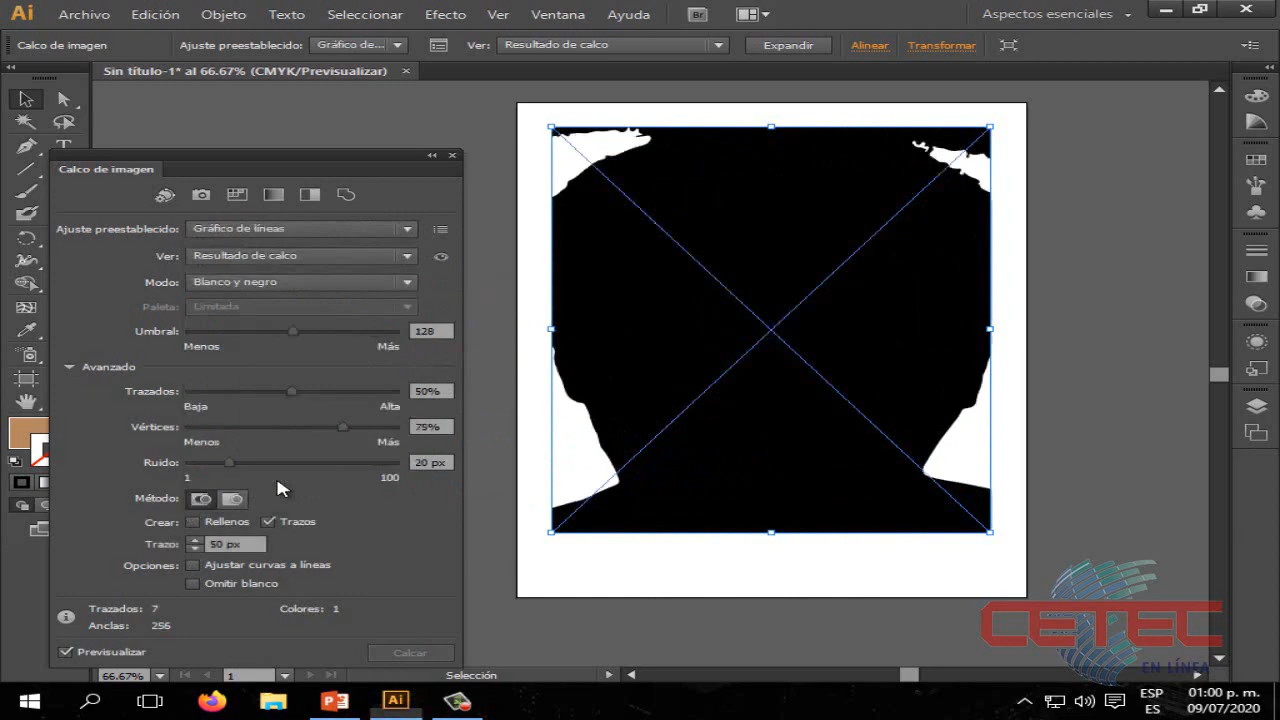 Ai Archivo Edición Objeto Texto Seleccionar Efecto Ver Ventana Ayuda Br Aspectos esenciales
Calco de imagen Ajuste preestablecido: Gráfico de... Ver: Resultado de calco Expandir Alinear Transformar
Sin título-1* al 66.67% (CMYK/Previsualizar) ×
Calco de imagen
Ajuste preestablecido: Gráfico de líneas
Ver: Resultado de calco
Modo: Blanco y negro
Paleta: Limitada
Umbral: 128
Menos Más
Avanzado
Trazados: 50%
Baja Alta
Vértices: 75%
Menos Más
Ruido: 20 px
1 100
Método:
Crear: Rellenos Trazos
Trazo: 50 px
Opciones: Ajustar curvas a líneas
Omitir blanco
Trazados: 7 Colores: 1
Anclas: 256
Previsualizar Calcar
66.67% 1 Selección
CETEC
EN LÍNEA
Ai ESP 01:00 p. m.
ES 09/07/2020